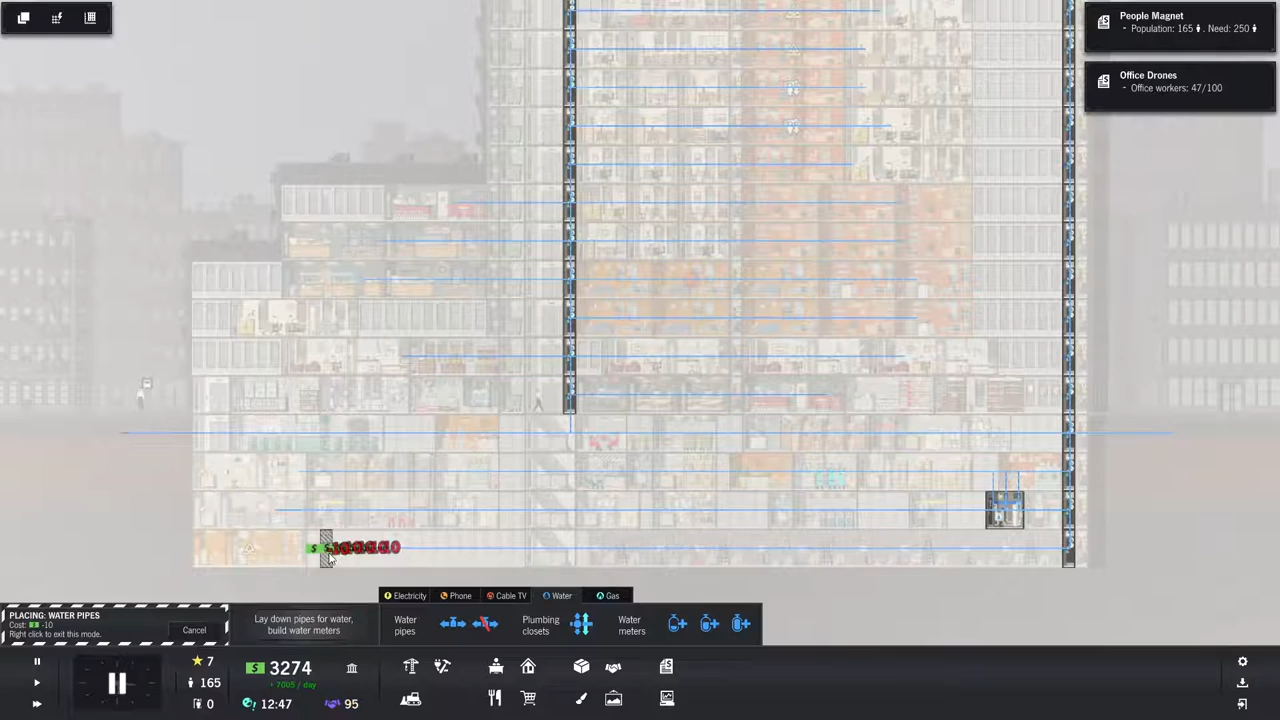 People Magnet
- Population: 165. Need: 250
Office Drones
- Office workers: 47/100
Electricity
Phone
Cable TV
Water
Gas
PLACING: WATER PIPES
Cost: -10
Right click to exit this mode.
Cancel
Lay down pipes for water,
build water meters
Water
pipes
Plumbing
closets
Water
meters
7
165
0
3274
+ 7005 / day
12:47
95